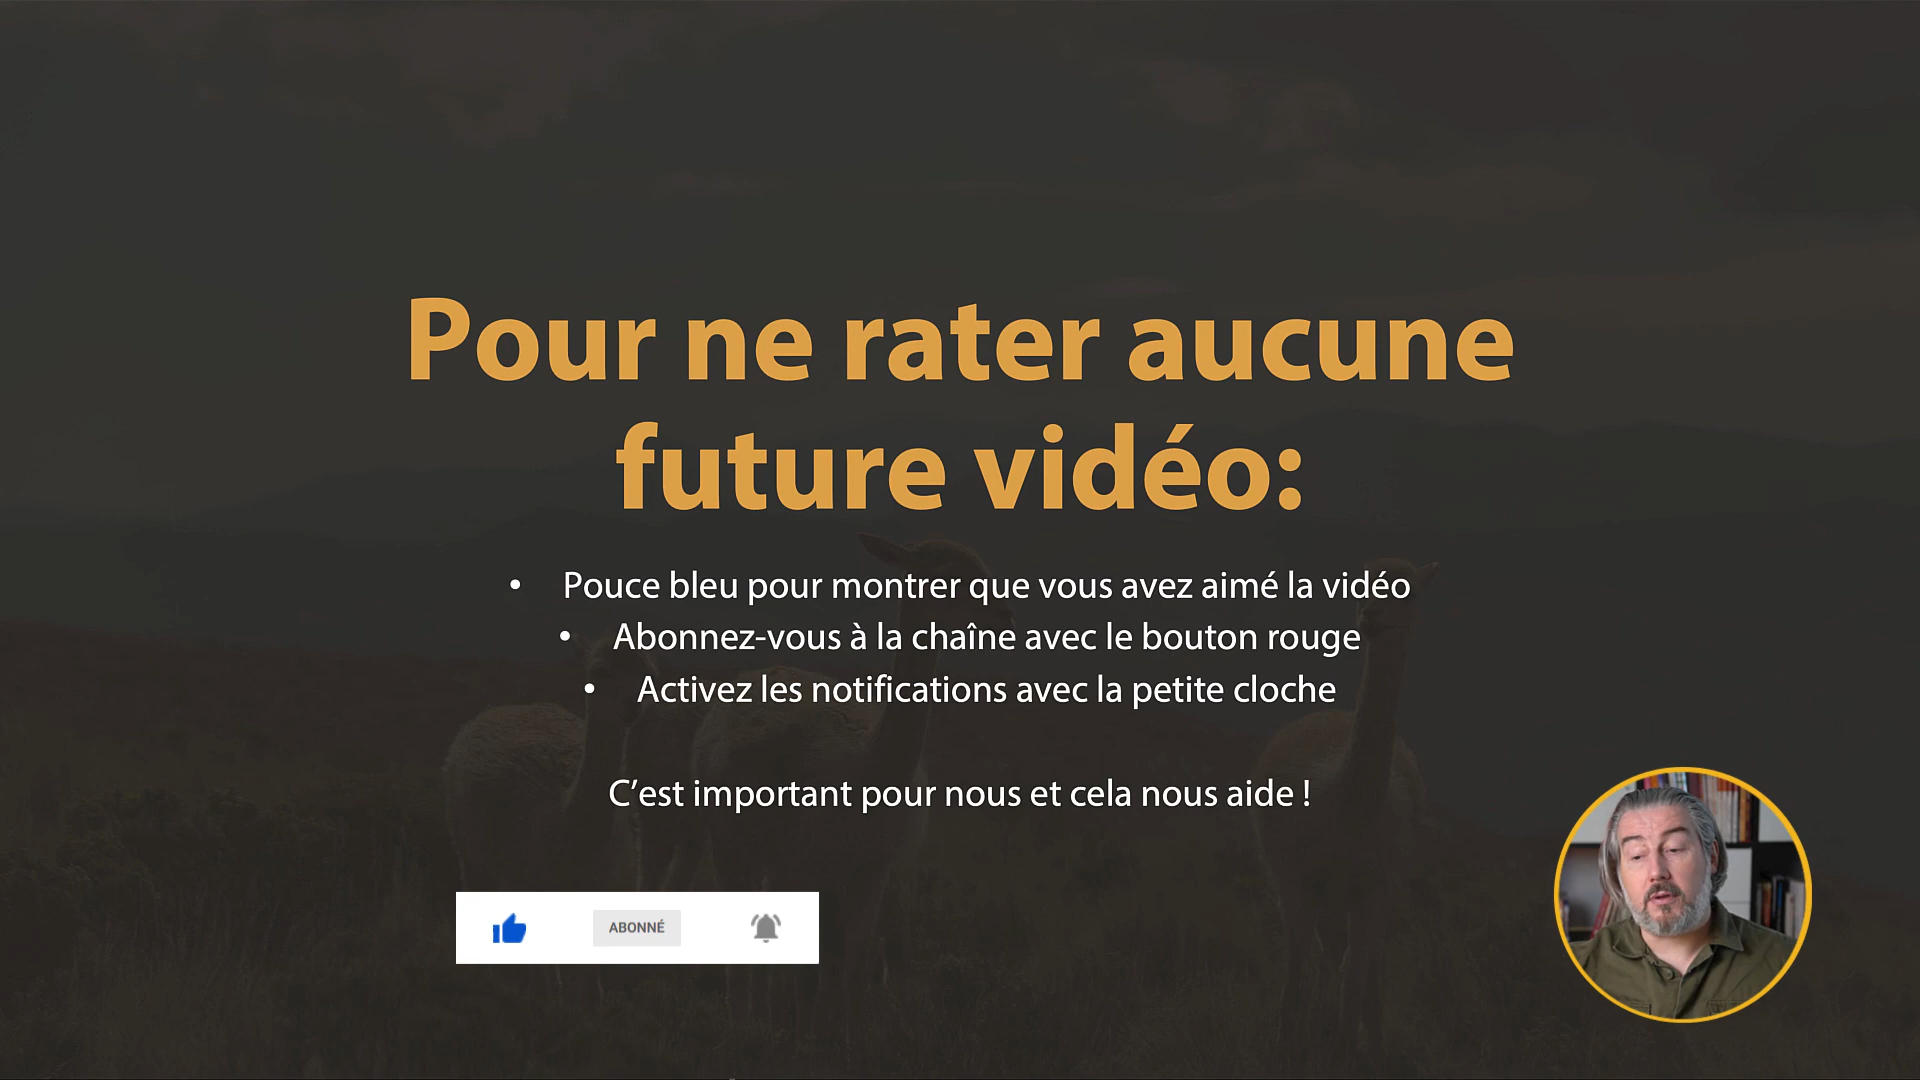 Pour ne rater aucune
future vidéo:
• Pouce bleu pour montrer que vous avez aimé la vidéo
• Abonnez-vous à la chaîne avec le bouton rouge
• Activez les notifications avec la petite cloche
C’est important pour nous et cela nous aide !
ABONNÉ